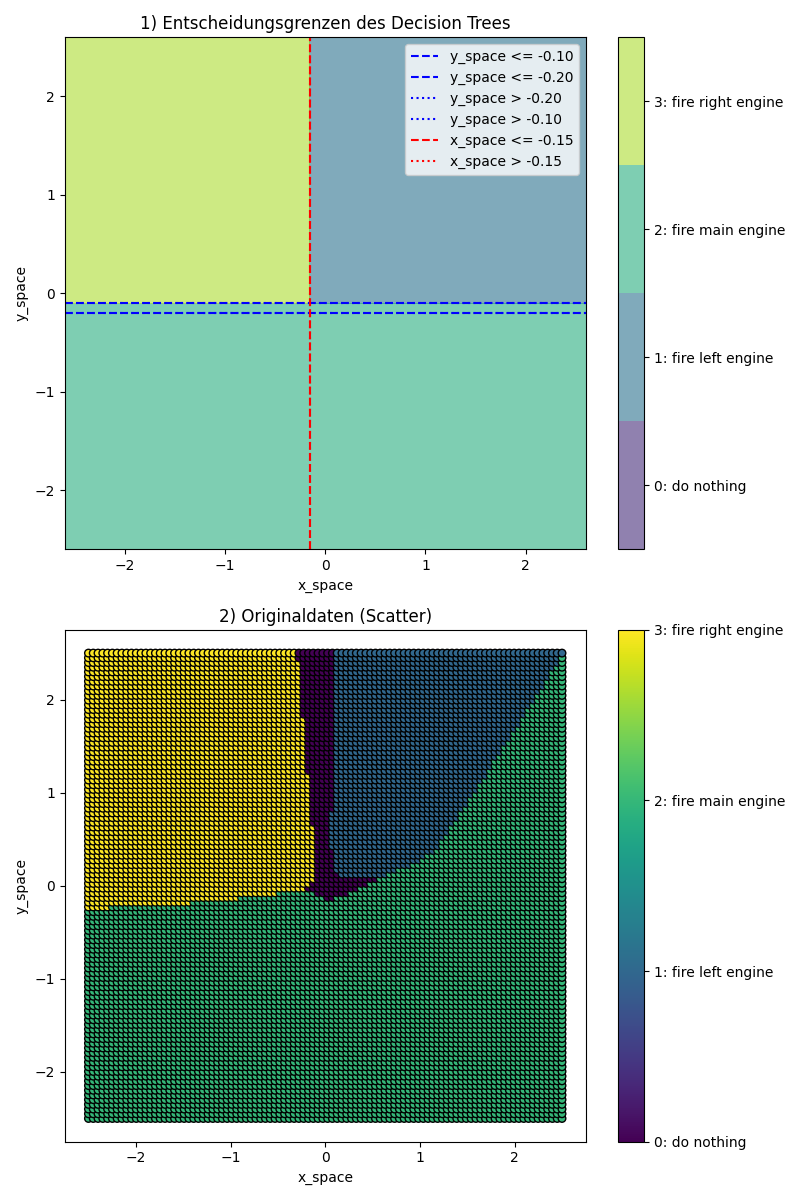 1) Entscheidungsgrenzen des Decision Trees
y_space <= -0.10
y_space <= -0.20
y_space > -0.20
y_space > -0.10
x_space <= -0.15
x_space > -0.15
2
1
0
−1
−2
y_space
−2
−1
0
1
2
x_space
3: fire right engine
2: fire main engine
1: fire left engine
0: do nothing
2) Originaldaten (Scatter)
2
1
0
−1
−2
y_space
−2
−1
0
1
2
x_space
3: fire right engine
2: fire main engine
1: fire left engine
0: do nothing